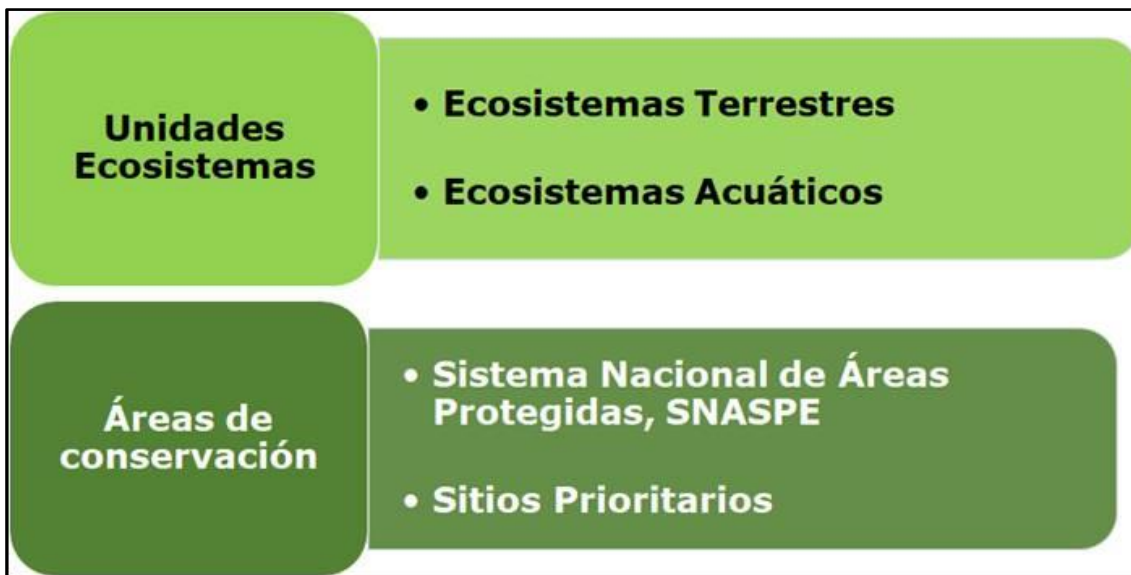 Unidades
Ecosistemas
• Ecosistemas Terrestres
• Ecosistemas Acuáticos
Áreas de
conservación
• Sistema Nacional de Áreas
Protegidas, SNASPE
• Sitios Prioritarios